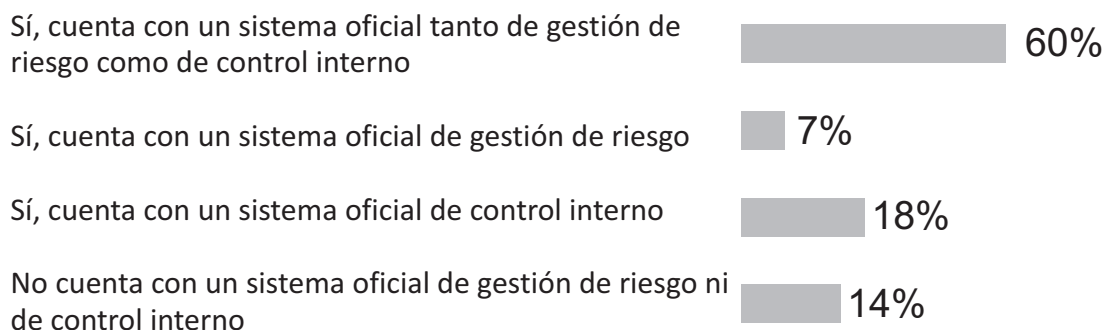 Sí, cuenta con un sistema oficial tanto de gestión de
riesgo como de control interno
60%
Sí, cuenta con un sistema oficial de gestión de riesgo
7%
Sí, cuenta con un sistema oficial de control interno
18%
No cuenta con un sistema oficial de gestión de riesgo ni
de control interno
14%